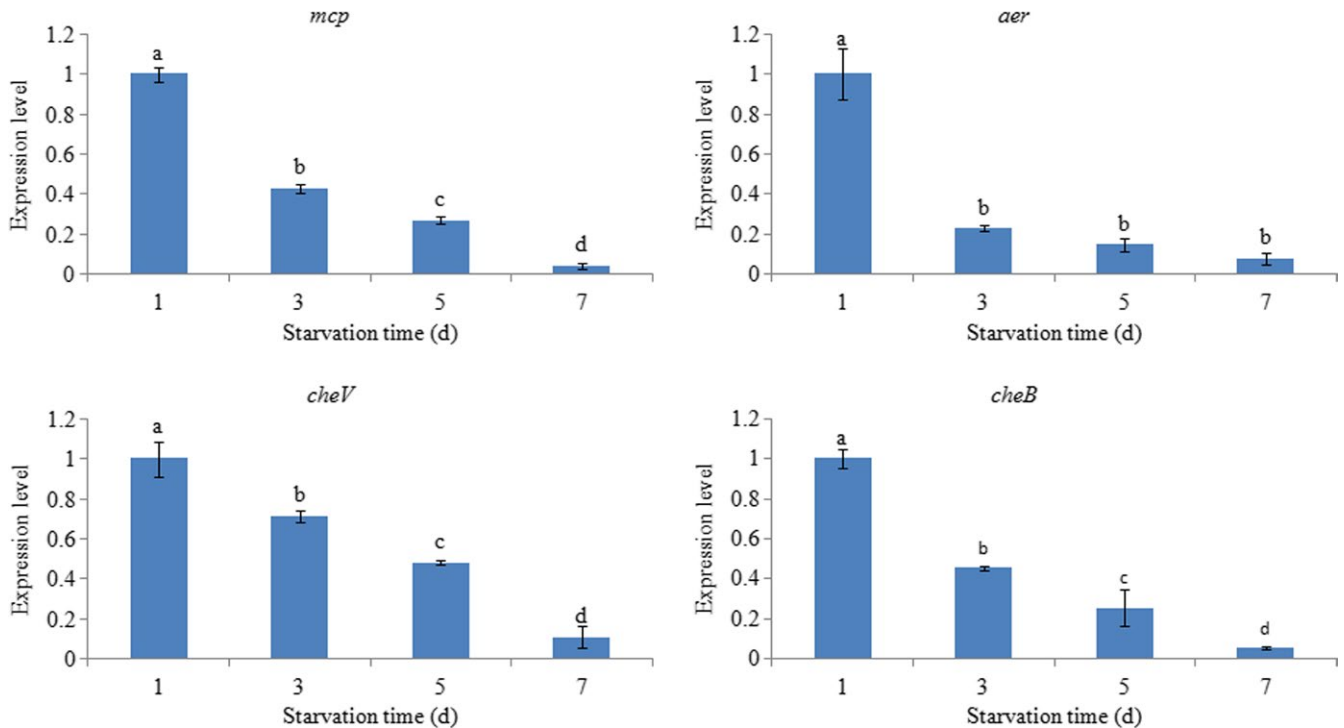 mcp
1.2
1
0.8
0.6
0.4
0.2
0
Expression level
a
b
c
d
1 3 5 7
Starvation time (d)
aer
1.2
1
0.8
0.6
0.4
0.2
0
Expression level
a
b
b
b
1 3 5 7
Starvation time (d)
cheV
1.2
1
0.8
0.6
0.4
0.2
0
Expression level
a
b
c
d
1 3 5 7
Starvation time (d)
cheB
1.2
1
0.8
0.6
0.4
0.2
0
Expression level
a
b
c
d
1 3 5 7
Starvation time (d)